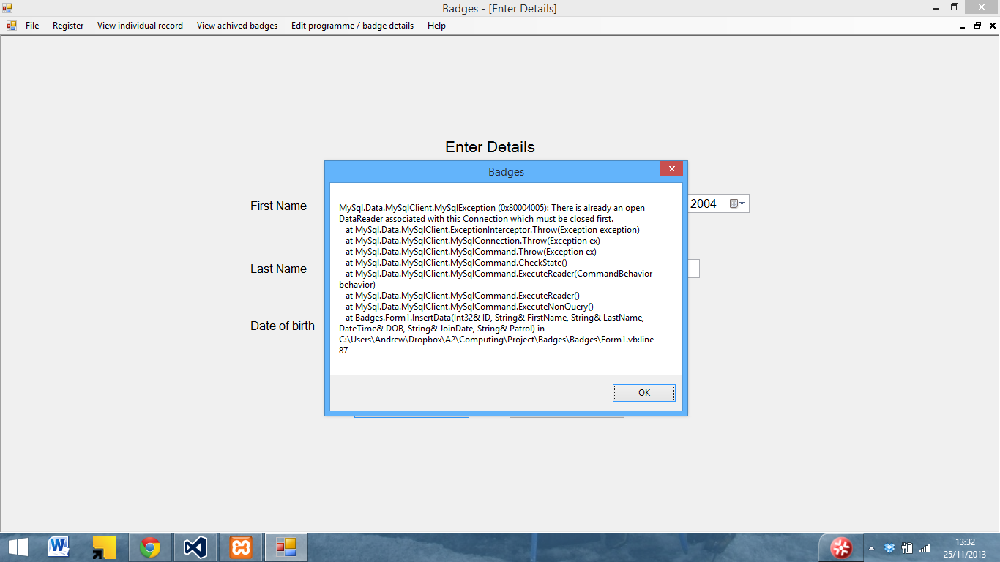 Badges - [Enter Details]
File Register View individual record View achived badges Edit programme / badge details Help
Enter Details
Badges
First Name
2004
MySql.Data.MySqlClient.MySqlException (0x80004005): There is already an open
DataReader associated with this Connection which must be closed first.
at MySql.Data.MySqlClient.ExceptionInterceptor.Throw(Exception exception)
at MySql.Data.MySqlClient.MySqlConnection.Throw(Exception ex)
at MySql.Data.MySqlClient.MySqlCommand.Throw(Exception ex)
at MySql.Data.MySqlClient.MySqlCommand.CheckState()
at MySql.Data.MySqlClient.MySqlCommand.ExecuteReader(CommandBehavior
behavior)
at MySql.Data.MySqlClient.MySqlCommand.ExecuteReader()
at MySql.Data.MySqlClient.MySqlCommand.ExecuteNonQuery()
at Badges.Form1.InsertData(Int32& ID, String& FirstName, String& LastName,
DateTime& DOB, String& JoinDate, String& Patrol) in
C:\Users\Andrew\Dropbox\A2\Computing\Project\Badges\Badges\Form1.vb:line
87
Last Name
Date of birth
OK
13:32
25/11/2013